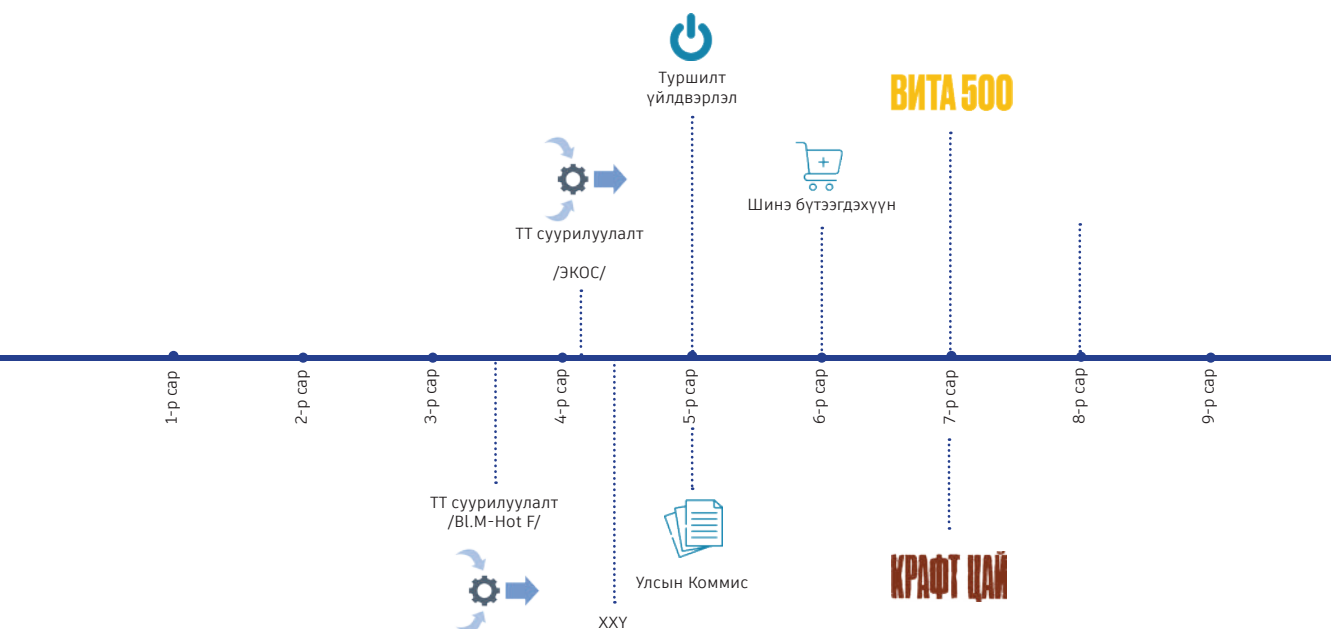 Туршилт
үйлдвэрлэл
ВИТА 500
Шинэ бүтээгдэхүүн
ТТ суурилуулалт
/ЭКОС/
1-р сар
2-р сар
3-р сар
4-р сар
5-р сар
6-р сар
7-р сар
8-р сар
9-р сар
ТТ суурилуулалт
/Bl.M-Hot F/
Улсын Коммис
КРАФТ ЦАЙ
ХХҮ